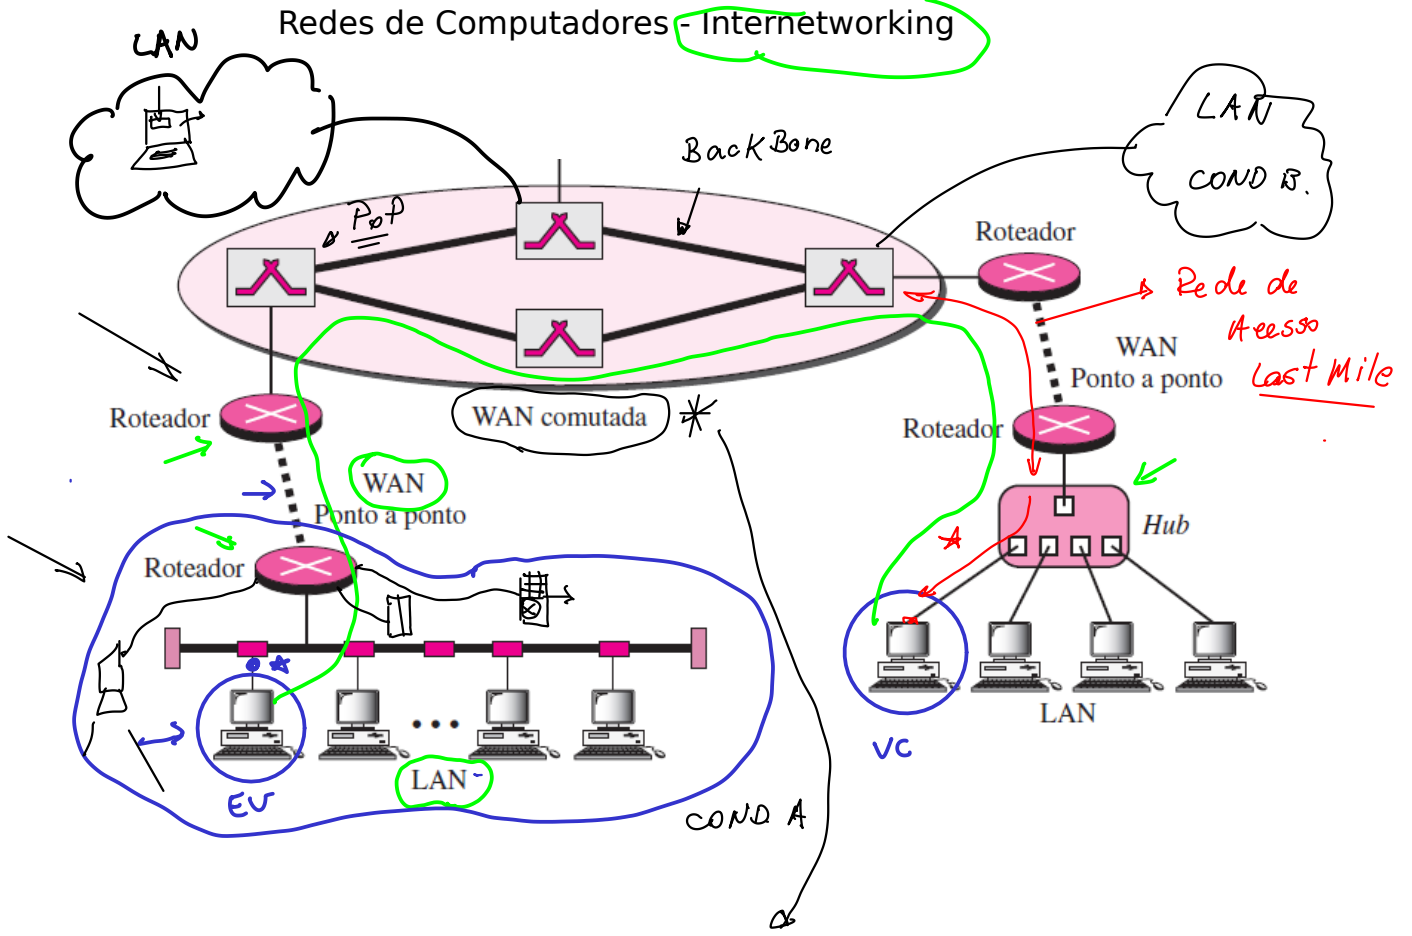 Redes de Computadores - Internetworking
LAN
BackBone
LAN
COND B.
PoP
Roteador
Rede de
Acesso
Last Mile
WAN
Ponto a ponto
Roteador
WAN comutada
Roteador
WAN
Ponto a ponto
Hub
Roteador
LAN
VC
LAN
EU
COND A